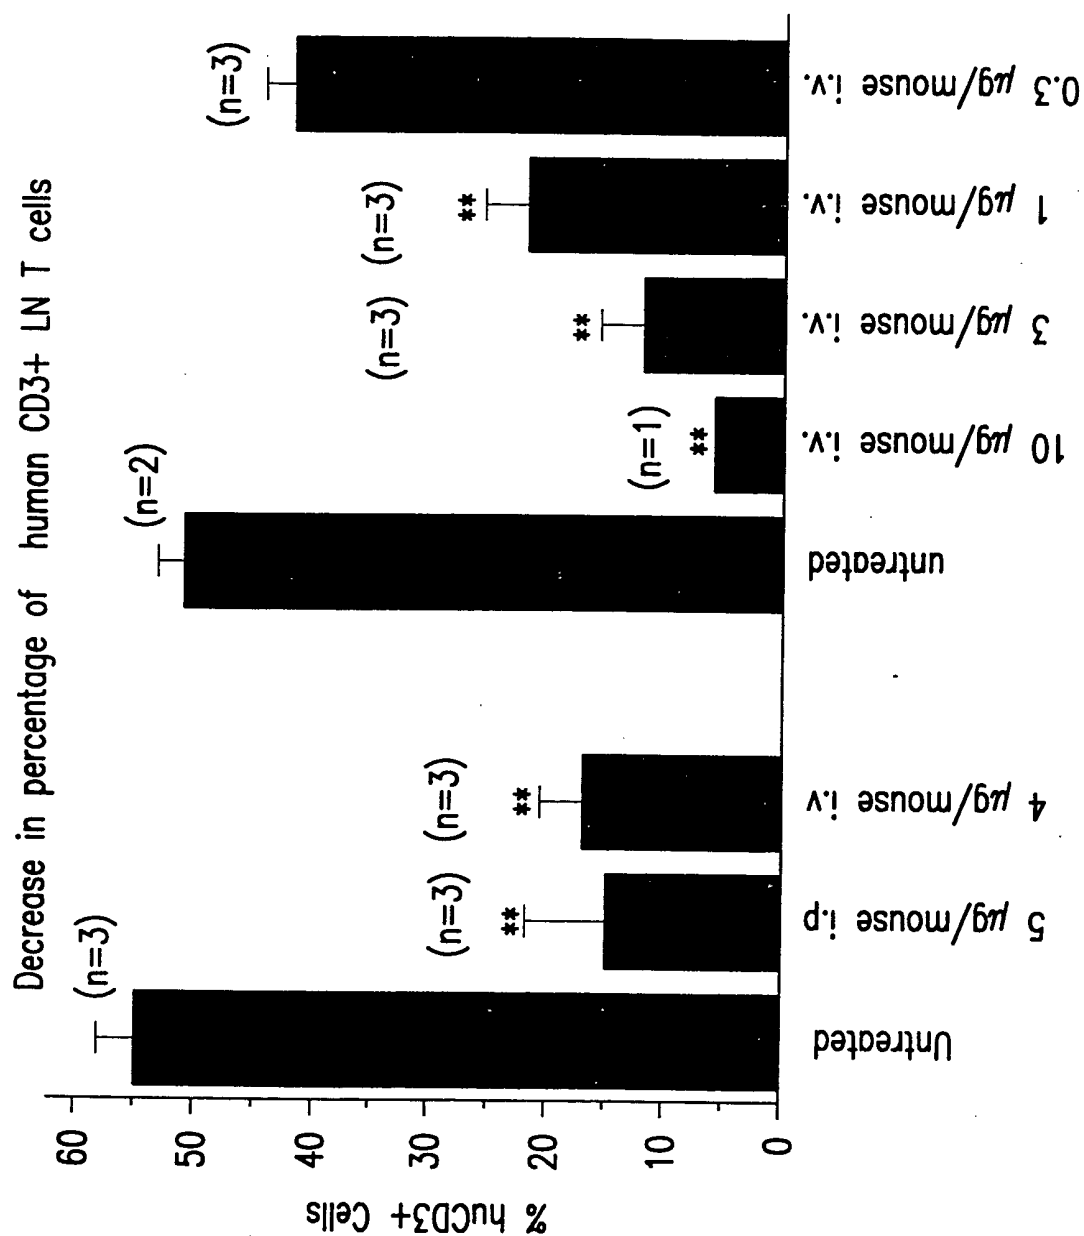 Decrease in percentage of human CD3+ LN T cells
% huCD3+ Cells
60
50
40
30
20
10
0
(n=3)
(n=3)
**
(n=3)
**
(n=2)
(n=1)
**
(n=3)
**
(n=3)
**
(n=3)
Untreated
5 µg/mouse i.p
4 µg/mouse i.v
untreated
10 µg/mouse i.v.
3 µg/mouse i.v.
1 µg/mouse i.v.
0.3 µg/mouse i.v.